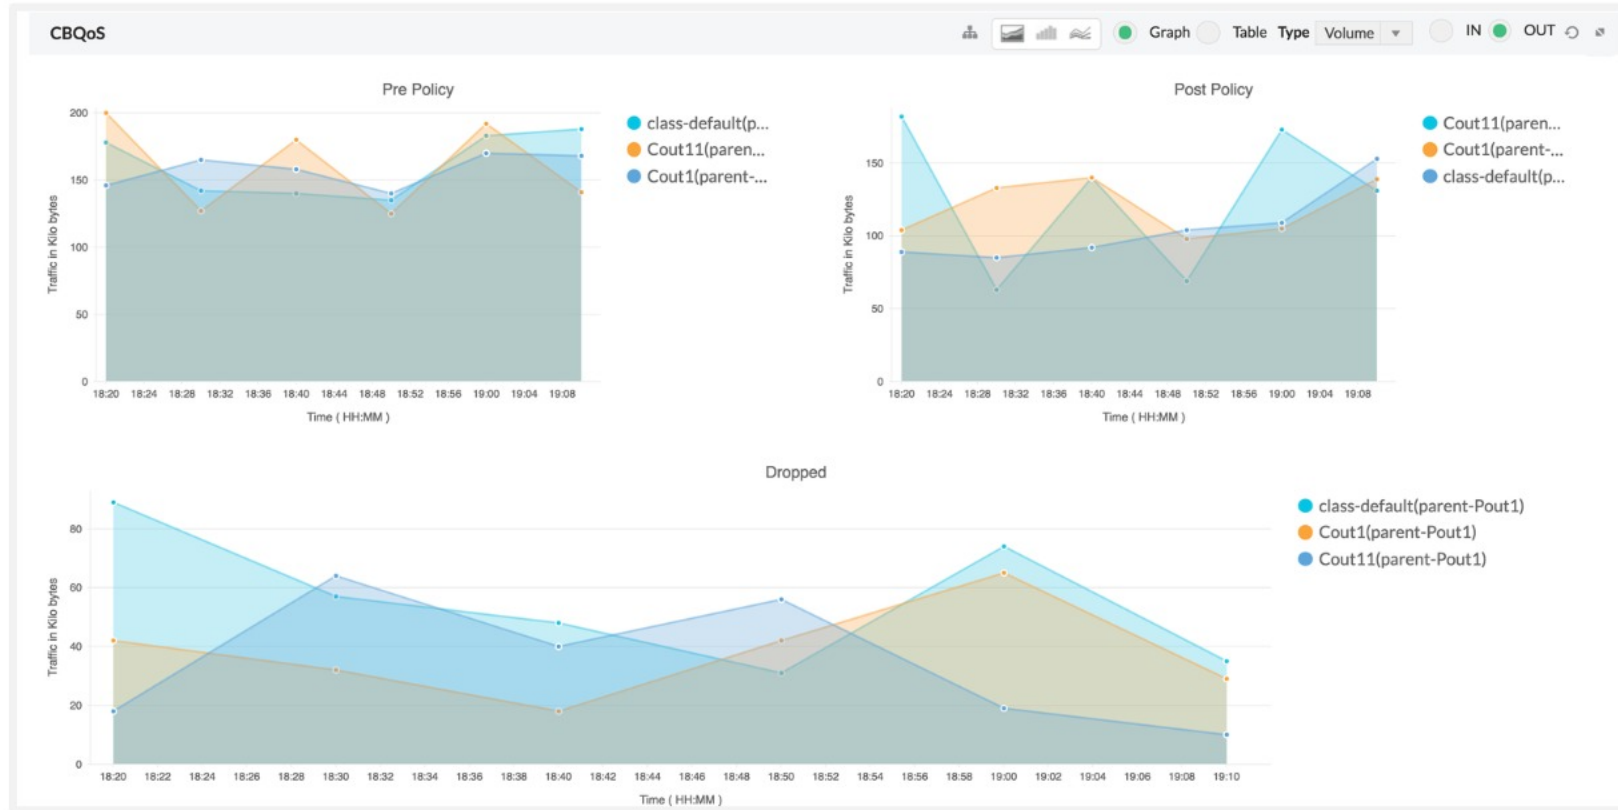 CBQoS
Graph Table Type Volume IN OUT
Pre Policy
200
150
100
50
0
Traffic in Kilo bytes
18:20 18:24 18:28 18:32 18:36 18:40 18:44 18:48 18:52 18:56 19:00 19:04 19:08
Time ( HH:MM )
class-default(p...
Cout11(paren...
Cout1(parent-...
Post Policy
150
100
50
0
Traffic in Kilo bytes
18:20 18:24 18:28 18:32 18:36 18:40 18:44 18:48 18:52 18:56 19:00 19:04 19:08
Time ( HH:MM )
Cout11(paren...
Cout1(parent-...
class-default(p...
Dropped
80
60
40
20
0
Traffic in Kilo bytes
18:20 18:22 18:24 18:26 18:28 18:30 18:32 18:34 18:36 18:38 18:40 18:42 18:44 18:46 18:48 18:50 18:52 18:54 18:56 18:58 19:00 19:02 19:04 19:06 19:08 19:10
Time ( HH:MM )
class-default(parent-Pout1)
Cout1(parent-Pout1)
Cout11(parent-Pout1)